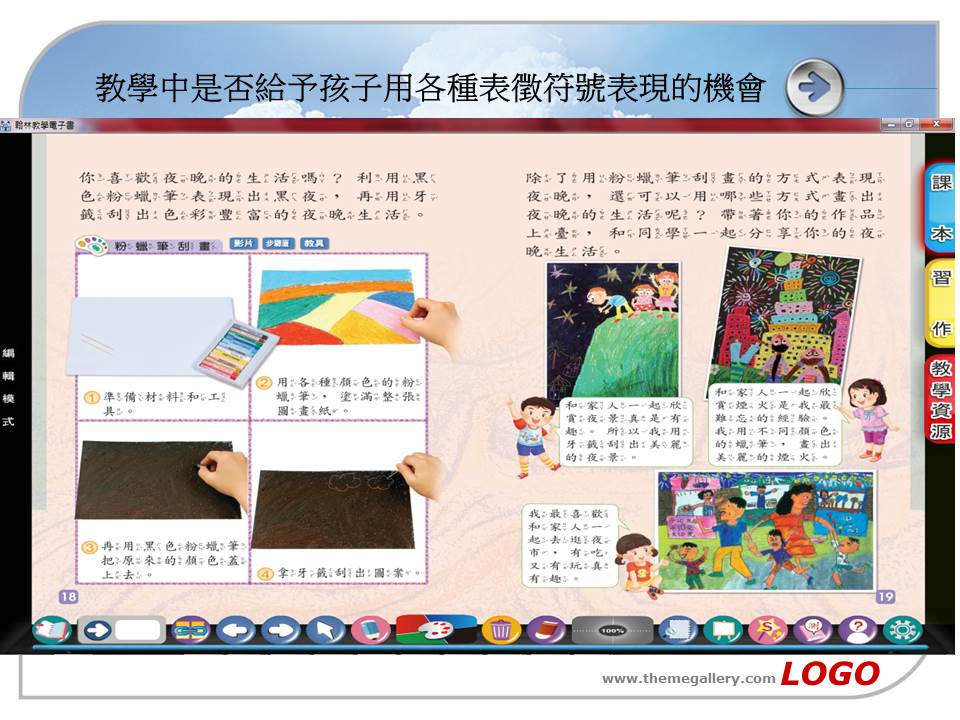 教學中是否給予孩子用各種表徵符號表現的機會
翰林教學電子書
你喜歡夜晚的生活嗎？ 利用黑
色粉蠟筆表現出黑夜，再用牙
籤刮出色彩豐富的夜晚生活。
粉蠟筆刮畫 影片 步驟圖 教具
1 準備材料和工
具。
2 用各種顏色的粉
蠟筆，塗滿整張
圖畫紙。
3 再用黑色粉蠟筆
把原來的顏色蓋
上去。
4 拿牙籤刮出圖案。
18
除了用粉蠟筆刮畫的方式表現
夜晚，還可以用哪些方式畫出
夜晚的生活呢？ 帶著你的作品
上臺，和同學一起分享你的夜
晚生活。
和家人一起欣
賞夜景真是有
趣。所以我用
牙籤刮出美麗
的夜景。
和家人一起欣
賞煙火是我最
難忘的經驗。
我用不同顏色
的蠟筆，畫出
美麗的煙火。
我最喜歡
和家人一
起去逛夜
市，有吃
又有玩真
有趣。
19
課本
習作
教學資源
編輯模式
100%
www.themegallery.com LOGO